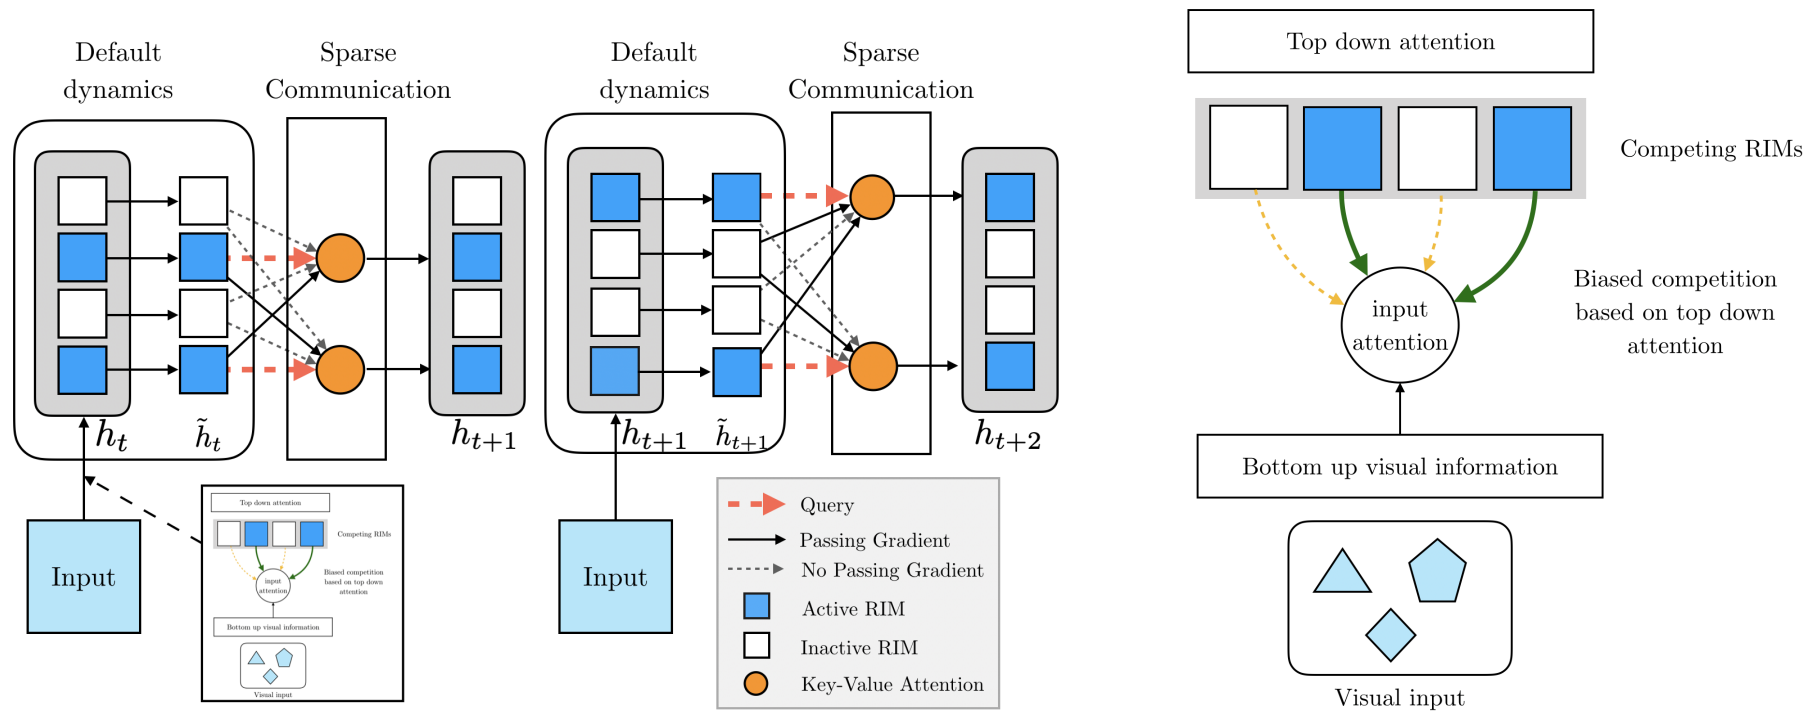 Default
dynamics
Sparse
Communication
Default
dynamics
Sparse
Communication
h_t
h̃_t
h_{t+1}
h_{t+1}
h̃_{t+1}
h_{t+2}
Input
Input
Top down attention
Competing RIMs
Biased competition
based on top down
attention
input
attention
Bottom up visual information
Visual input
Query
Passing Gradient
No Passing Gradient
Active RIM
Inactive RIM
Key-Value Attention
Top down attention
Competing RIMs
Biased competition
based on top down
attention
input
attention
Bottom up visual information
Visual input